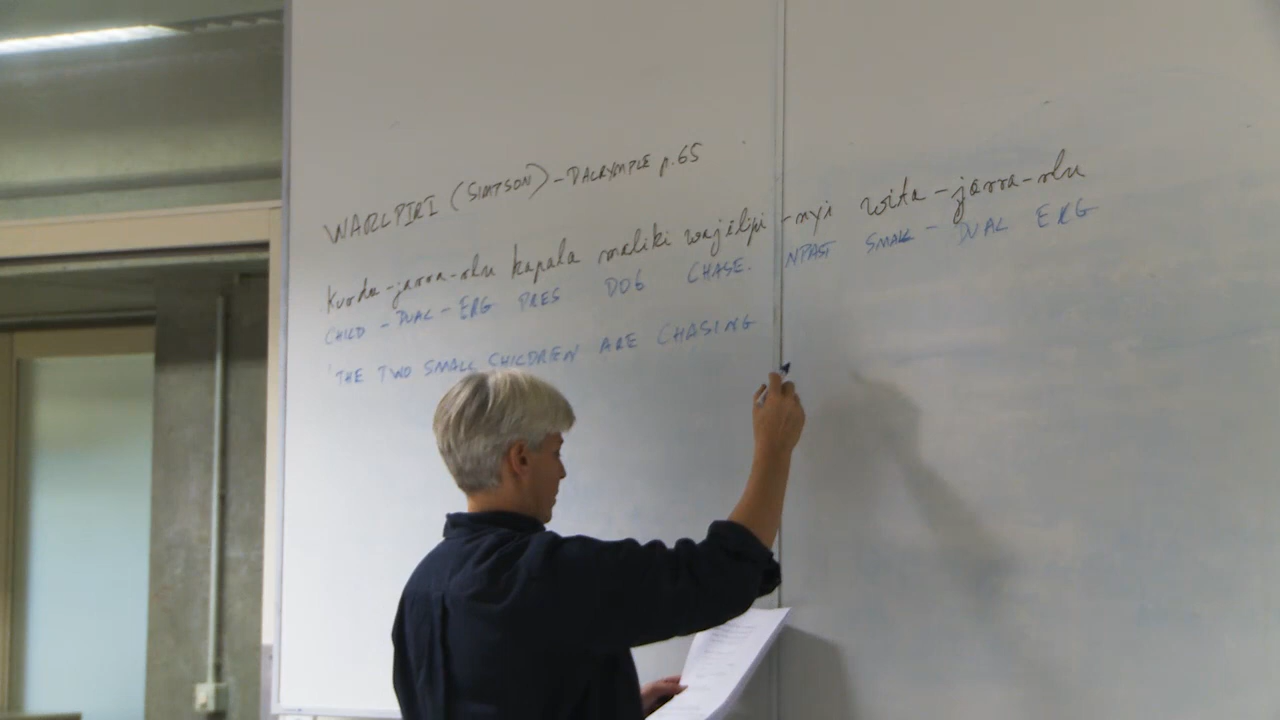 WARLPIRI (SIMPSON) - DALRYMPLE p.65
Kurdu-jarra-rlu kapala maliki wajilipi -nyi wita-jarra-rlu
CHILD - DUAL - ERG PRES DOG CHASE. NPAST SMALL - DUAL ERG
'THE TWO SMALL CHILDREN ARE CHASING